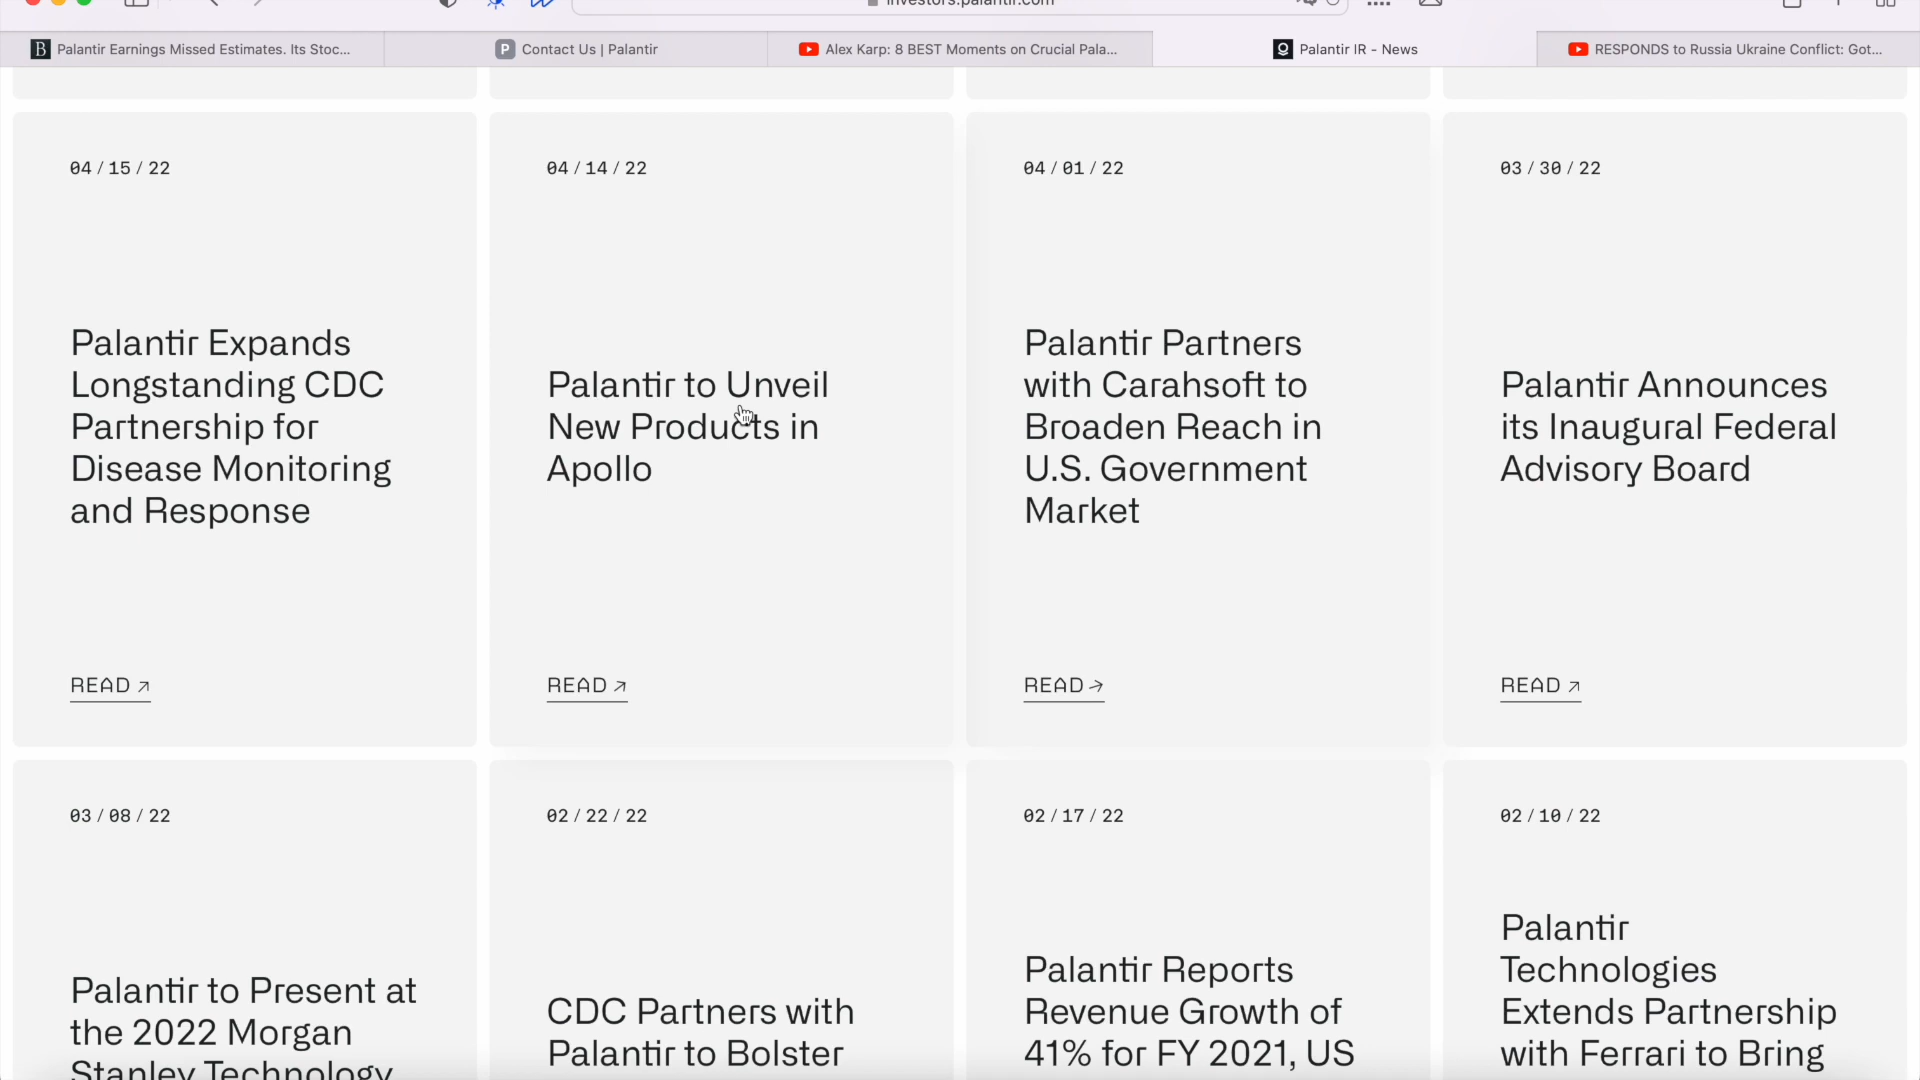 investors.palantir.com
Palantir Earnings Missed Estimates. Its Stoc...
Contact Us | Palantir
Alex Karp: 8 BEST Moments on Crucial Pala...
Palantir IR - News
RESPONDS to Russia Ukraine Conflict: Got...
04 / 15 / 22
Palantir Expands
Longstanding CDC
Partnership for
Disease Monitoring
and Response
READ ↗
04 / 14 / 22
Palantir to Unveil
New Products in
Apollo
READ ↗
04 / 01 / 22
Palantir Partners
with Carahsoft to
Broaden Reach in
U.S. Government
Market
READ →
03 / 30 / 22
Palantir Announces
its Inaugural Federal
Advisory Board
READ ↗
03 / 08 / 22
Palantir to Present at
the 2022 Morgan
Stanley Technology,
02 / 22 / 22
CDC Partners with
Palantir to Bolster
02 / 17 / 22
Palantir Reports
Revenue Growth of
41% for FY 2021, US
02 / 10 / 22
Palantir
Technologies
Extends Partnership
with Ferrari to Bring